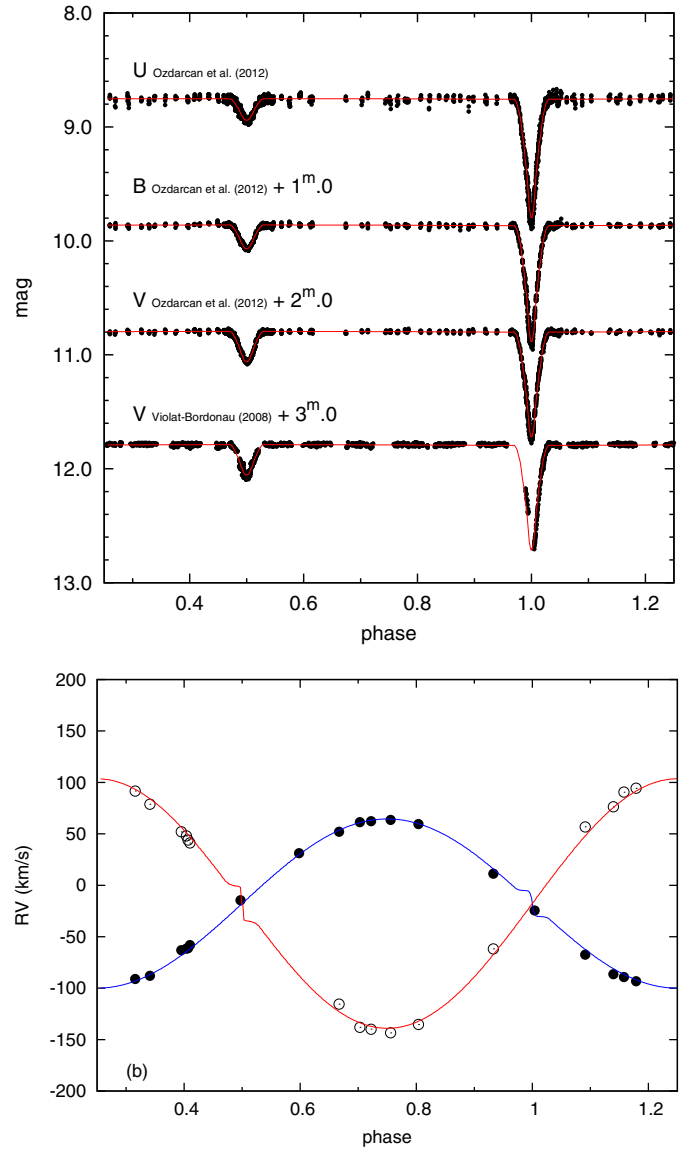 8.0
U Ozdarcan et al. (2012)
9.0
B Ozdarcan et al. (2012) + 1m.0
10.0
mag
V Ozdarcan et al. (2012) + 2m.0
11.0
V Violat-Bordonau (2008) + 3m.0
12.0
13.0
0.4 0.6 0.8 1.0 1.2
phase
200
150
100
50
0
RV (km/s)
-50
-100
-150
(b)
-200
0.4 0.6 0.8 1 1.2
phase